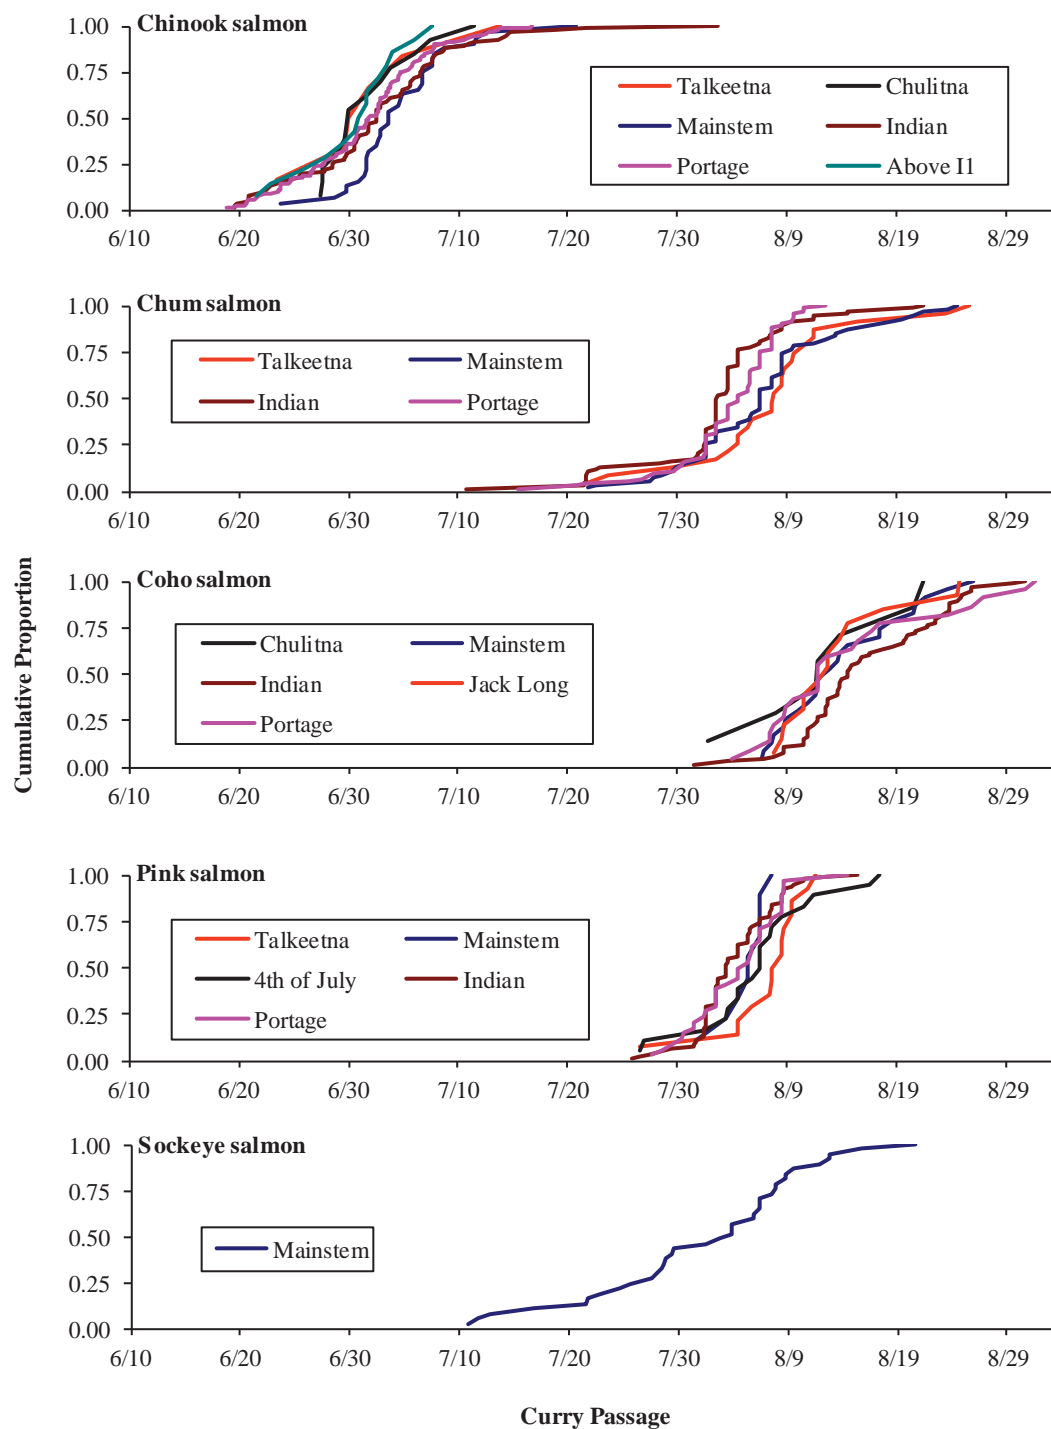 Chinook salmon
1.00
0.75
0.50
0.25
0.00
Talkeetna Chulitna
Mainstem Indian
Portage Above I1
6/10 6/20 6/30 7/10 7/20 7/30 8/9 8/19 8/29
Chum salmon
1.00
0.75
0.50
0.25
0.00
Talkeetna Mainstem
Indian Portage
6/10 6/20 6/30 7/10 7/20 7/30 8/9 8/19 8/29
Cumulative Proportion
Coho salmon
1.00
0.75
0.50
0.25
0.00
Chulitna Mainstem
Indian Jack Long
Portage
6/10 6/20 6/30 7/10 7/20 7/30 8/9 8/19 8/29
Pink salmon
1.00
0.75
0.50
0.25
0.00
Talkeetna Mainstem
4th of July Indian
Portage
6/10 6/20 6/30 7/10 7/20 7/30 8/9 8/19 8/29
Sockeye salmon
1.00
0.75
0.50
0.25
0.00
Mainstem
6/10 6/20 6/30 7/10 7/20 7/30 8/9 8/19 8/29
Curry Passage